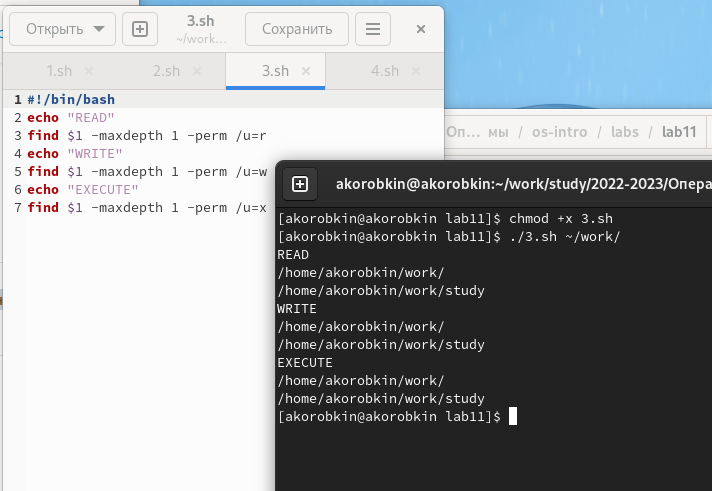 Открыть
3.sh
~/work…
Сохранить
1.sh
2.sh
3.sh
4.sh
1 #!/bin/bash
2 echo "READ"
3 find $1 -maxdepth 1 -perm /u=r
4 echo "WRITE"
5 find $1 -maxdepth 1 -perm /u=w
6 echo "EXECUTE"
7 find $1 -maxdepth 1 -perm /u=x
Оп… мы / os-intro / labs / lab11
akorobkin@akorobkin:~/work/study/2022-2023/Опера
[akorobkin@akorobkin lab11]$ chmod +x 3.sh
[akorobkin@akorobkin lab11]$ ./3.sh ~/work/
READ
/home/akorobkin/work/
/home/akorobkin/work/study
WRITE
/home/akorobkin/work/
/home/akorobkin/work/study
EXECUTE
/home/akorobkin/work/
/home/akorobkin/work/study
[akorobkin@akorobkin lab11]$